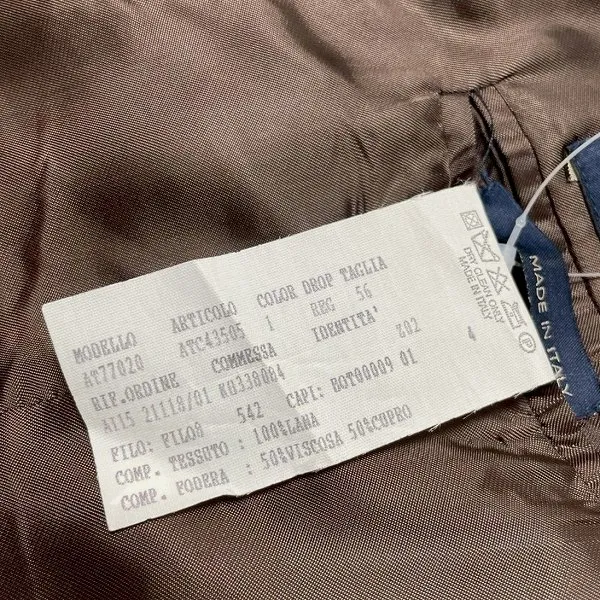 MODELLO ARTICOLO COLOR DROP TAGLIA
AT77020 ATC43505 1 REG 56
RIF.ORDINE COMMESSA IDENTITA'
A115 21118/01 K0338084 Z02 4
FILO: FILO8 542 CAPI: BOT00009 01
COMP. TESSUTO : 100%LANA
COMP. FODERA : 50%VISCOSA 50%CUPRO
DRY CLEAN ONLY
MADE IN ITALY
P
MADE IN ITALY